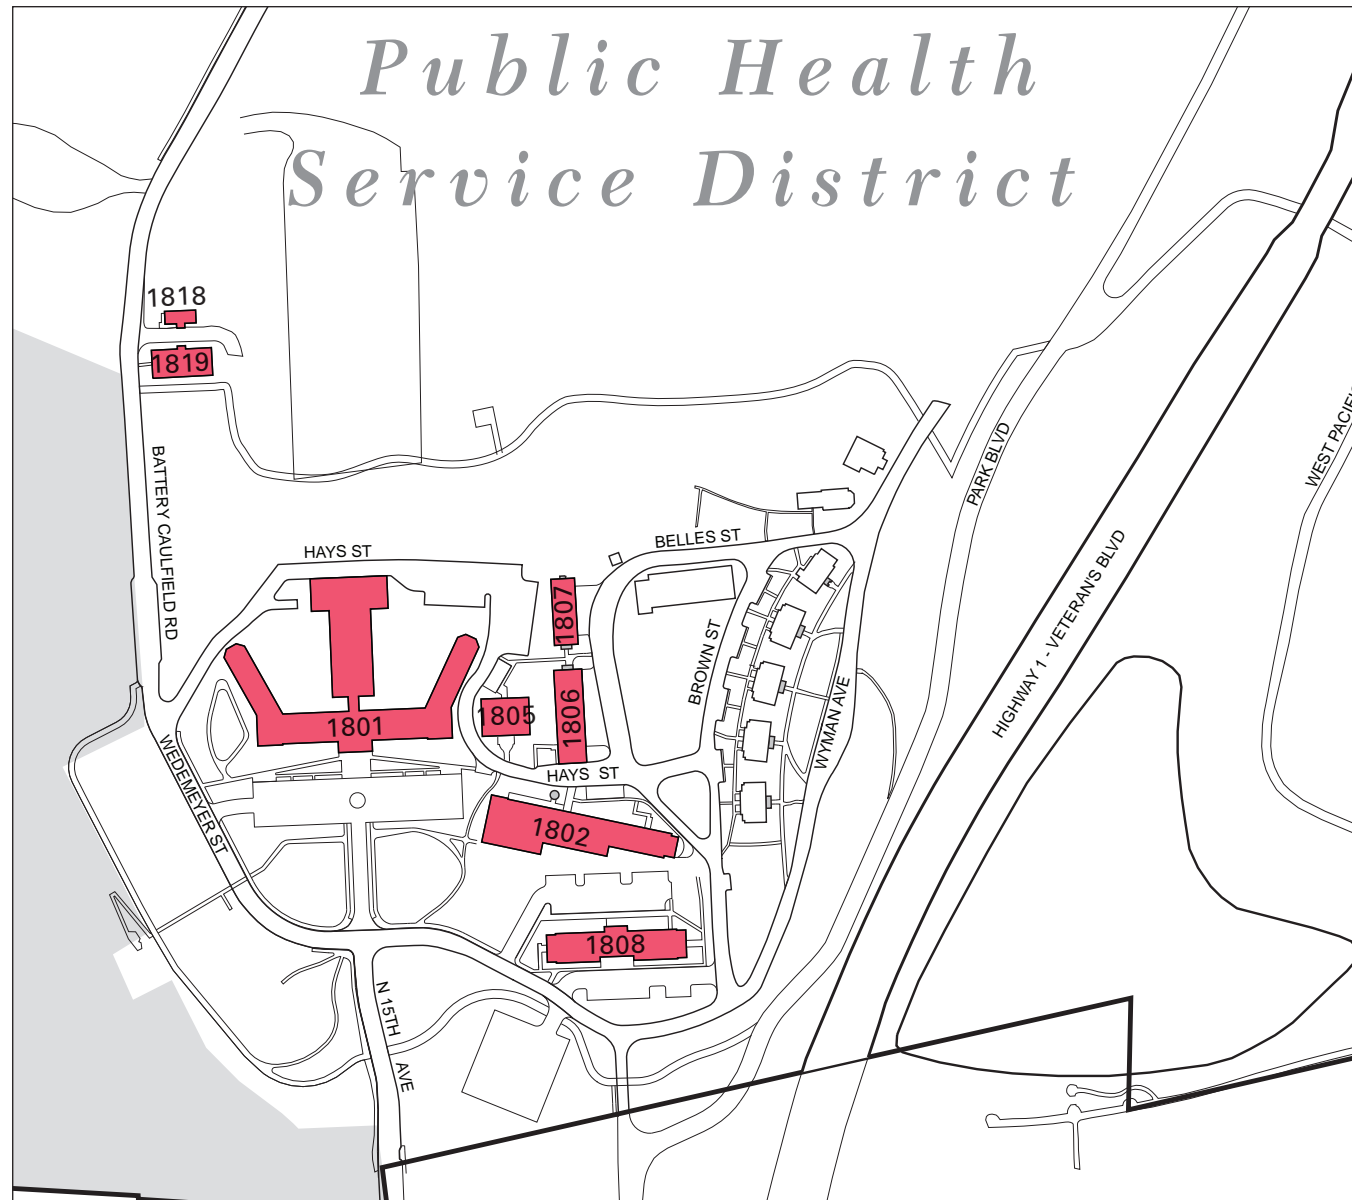 Public Health
Service District
1818
1819
BATTERY CAULFIELD RD
HAYS ST
BELLES ST
PARK BLVD
HIGHWAY 1 - VETERAN'S BLVD
WEST
1807
1806
1805
1801
BROWN ST
WYMAN AVE
WEDEMEYER ST
HAYS ST
1802
1808
N 15TH AVE